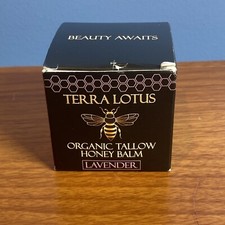 BEAUTY AWAITS
TERRA LOTUS
ORGANIC TALLOW
HONEY BALM
LAVENDER